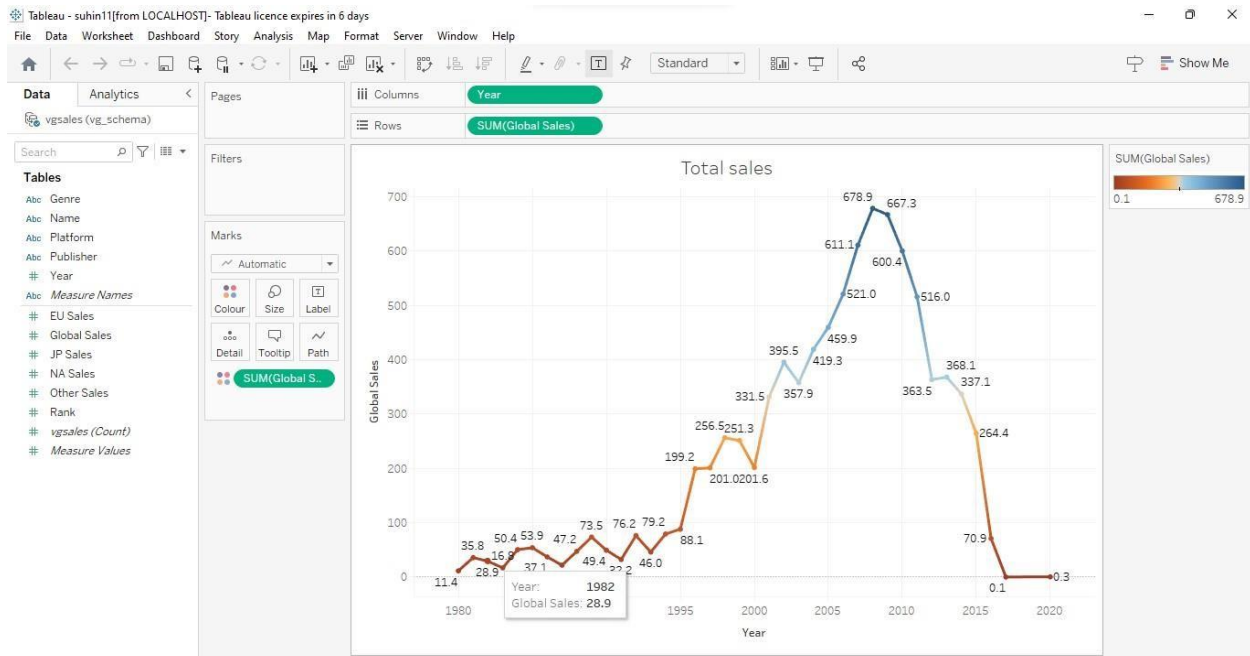 Tableau - suhin11[from LOCALHOST]- Tableau licence expires in 6 days
File Data Worksheet Dashboard Story Analysis Map Format Server Window Help
Standard
Show Me
Data Analytics
vgsales (vg_schema)
Search
Tables
Abc Genre
Abc Name
Abc Platform
Abc Publisher
# Year
Abc Measure Names
# EU Sales
# Global Sales
# JP Sales
# NA Sales
# Other Sales
# Rank
# vgsales (Count)
# Measure Values
Pages
Filters
Marks
Automatic
Colour Size Label
Detail Tooltip Path
SUM(Global S..
Columns Year
Rows SUM(Global Sales)
Total sales
Global Sales
700
600
500
400
300
200
100
0
11.4
35.8
28.9
16.8
50.4
53.9
37.1
47.2
73.5
49.4
76.2
46.0
79.2
88.1
199.2
201.0
256.5
251.3
201.6
331.5
395.5
357.9
419.3
459.9
521.0
611.1
678.9
667.3
600.4
516.0
363.5
368.1
337.1
264.4
70.9
0.1
0.3
Year: 1982
Global Sales: 28.9
1980 1995 2000 2005 2010 2015 2020
Year
SUM(Global Sales)
0.1 678.9